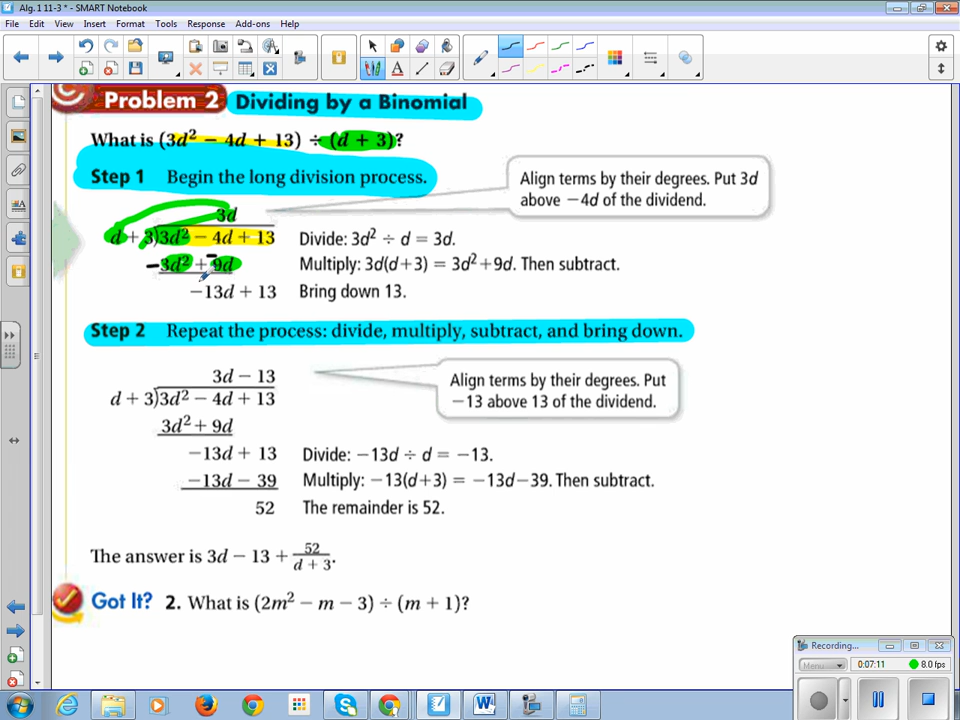 Alg. 1 11-3 * - SMART Notebook
File Edit View Insert Format Tools Response Add-ons Help
Problem 2 Dividing by a Binomial
What is (3d² − 4d + 13) ÷ (d + 3)?
Step 1 Begin the long division process.
Align terms by their degrees. Put 3d
above −4d of the dividend.
3d
d + 3)3d² − 4d + 13 Divide: 3d² ÷ d = 3d.
− 3d² + − 9d Multiply: 3d(d+3) = 3d²+9d. Then subtract.
−13d + 13 Bring down 13.
Step 2 Repeat the process: divide, multiply, subtract, and bring down.
3d − 13
Align terms by their degrees. Put
−13 above 13 of the dividend.
d + 3)3d² − 4d + 13
3d² + 9d
−13d + 13 Divide: −13d ÷ d = −13.
−13d − 39 Multiply: −13(d+3) = −13d−39. Then subtract.
52 The remainder is 52.
The answer is 3d − 13 + 52/(d + 3).
Got It? 2. What is (2m² − m − 3) ÷ (m + 1)?
Recording...
Menu 0:07:11 8.0 fps